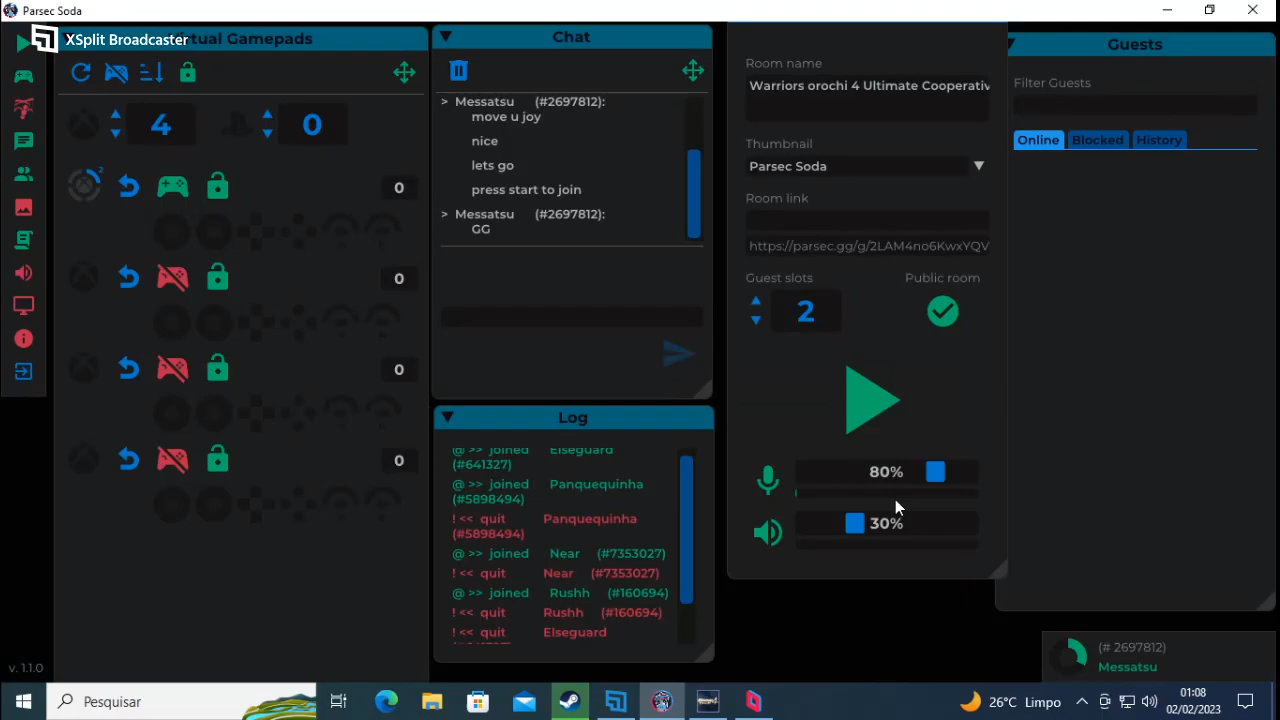 Parsec Soda
XSplit Broadcaster
Virtual Gamepads
4
0
2
0
0
0
0
Chat
> Messatsu (#2697812):
move u joy
nice
lets go
press start to join
> Messatsu (#2697812):
GG
Log
@ >> joined Elseguard
(#641327)
@ >> joined Panquequinha
(#5898494)
! << quit Panquequinha
(#5898494)
@ >> joined Near (#7353027)
! << quit Near (#7353027)
@ >> joined Rushh (#160694)
! << quit Rushh (#160694)
! << quit Elseguard
Room name
Warriors orochi 4 Ultimate Cooperativ
Thumbnail
Parsec Soda
Room link
https://parsec.gg/g/2LAM4no6KwxYQV
Guest slots
Public room
2
80%
30%
Guests
Filter Guests
Online Blocked History
(# 2697812)
Messatsu
v. 1.1.0
Pesquisar
26°C Limpo
01:08
02/02/2023